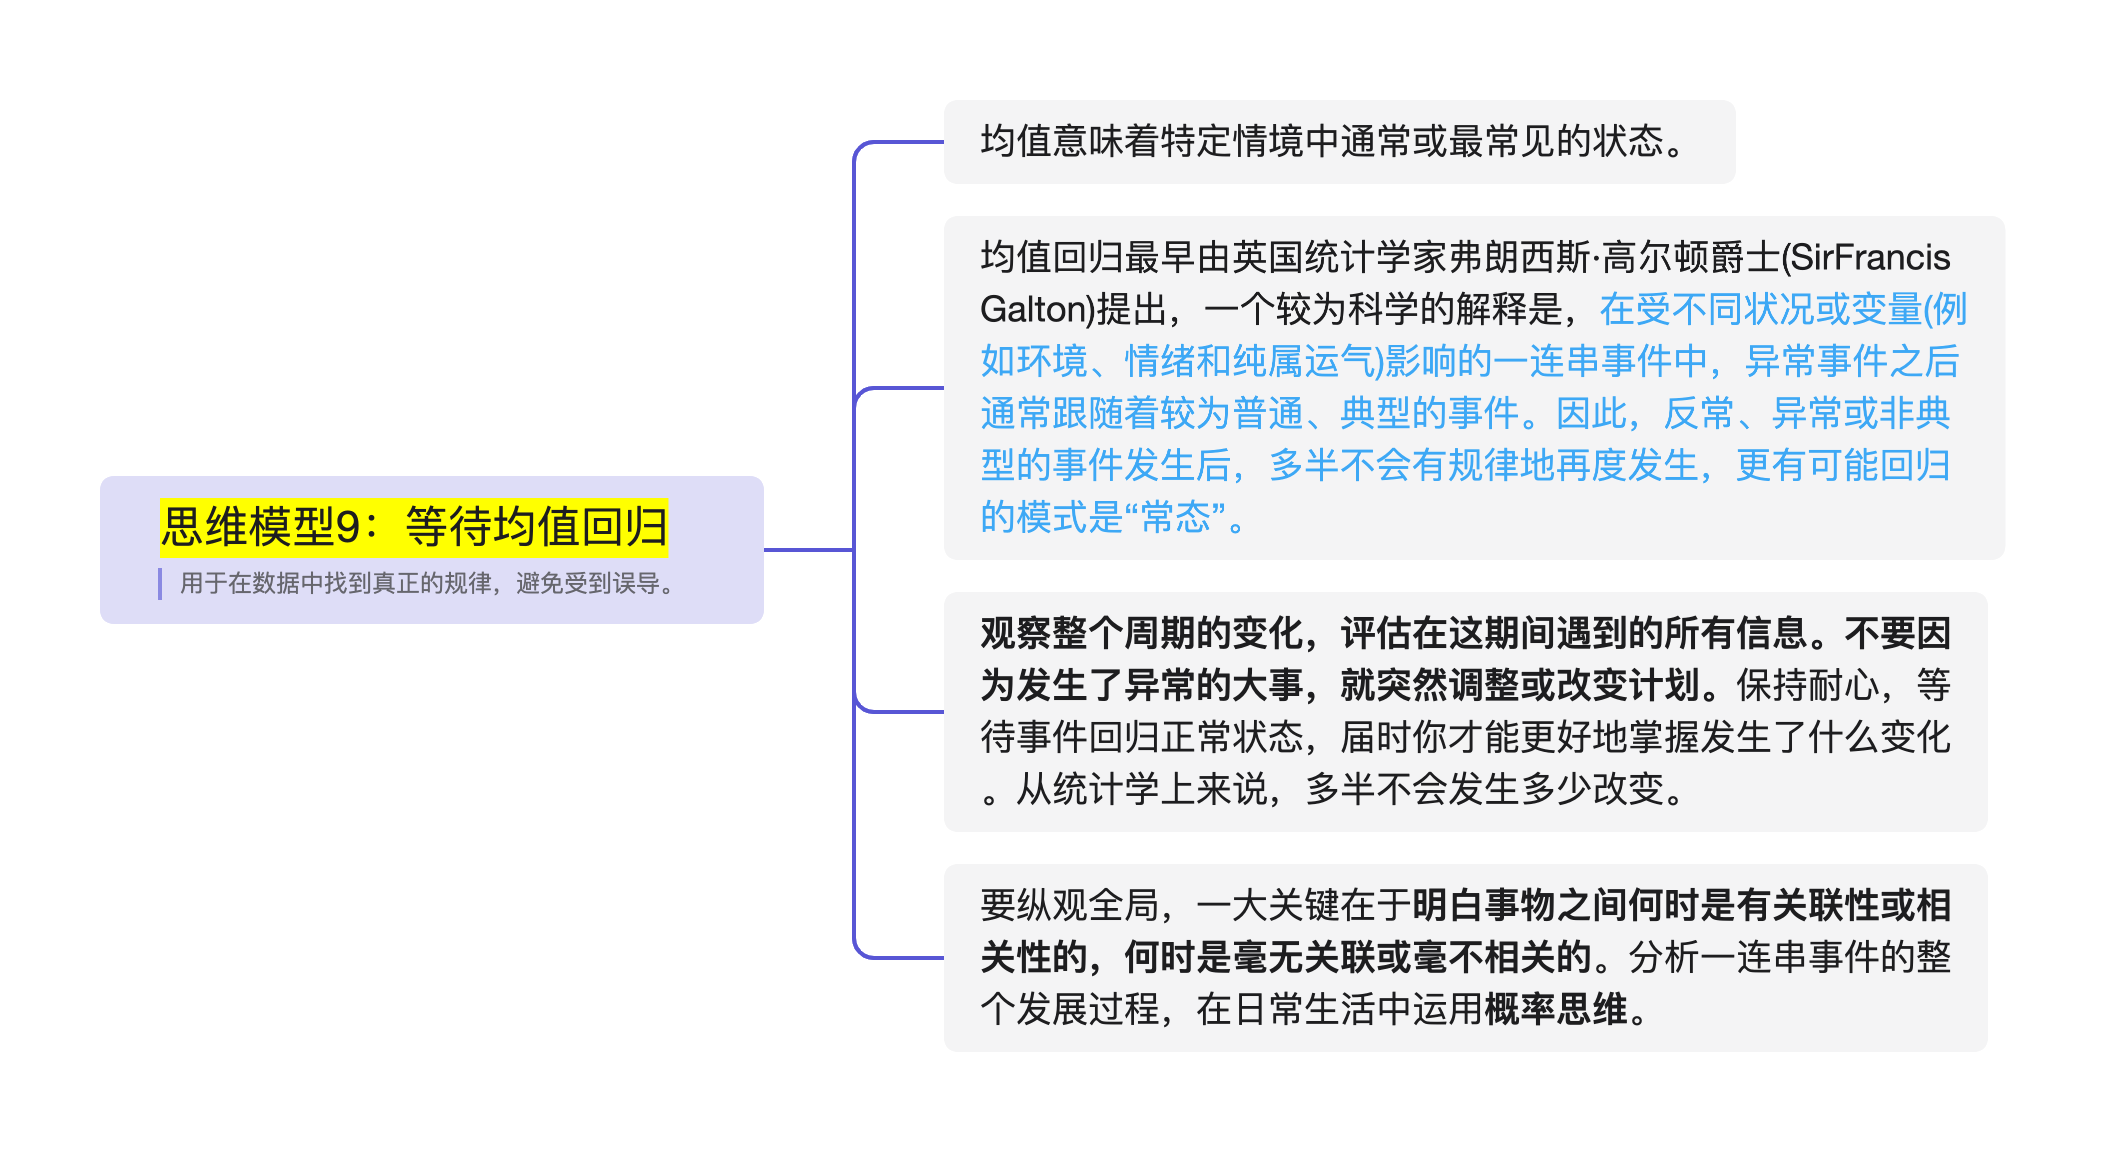 思维模型9：等待均值回归
用于在数据中找到真正的规律，避免受到误导。
均值意味着特定情境中通常或最常见的状态。
均值回归最早由英国统计学家弗朗西斯·高尔顿爵士(SirFrancis
Galton)提出，一个较为科学的解释是，在受不同状况或变量(例
如环境、情绪和纯属运气)影响的一连串事件中，异常事件之后
通常跟随着较为普通、典型的事件。因此，反常、异常或非典
型的事件发生后，多半不会有规律地再度发生，更有可能回归
的模式是“常态”。
观察整个周期的变化，评估在这期间遇到的所有信息。不要因
为发生了异常的大事，就突然调整或改变计划。保持耐心，等
待事件回归正常状态，届时你才能更好地掌握发生了什么变化
。从统计学上来说，多半不会发生多少改变。
要纵观全局，一大关键在于明白事物之间何时是有关联性或相
关性的，何时是毫无关联或毫不相关的。分析一连串事件的整
个发展过程，在日常生活中运用概率思维。